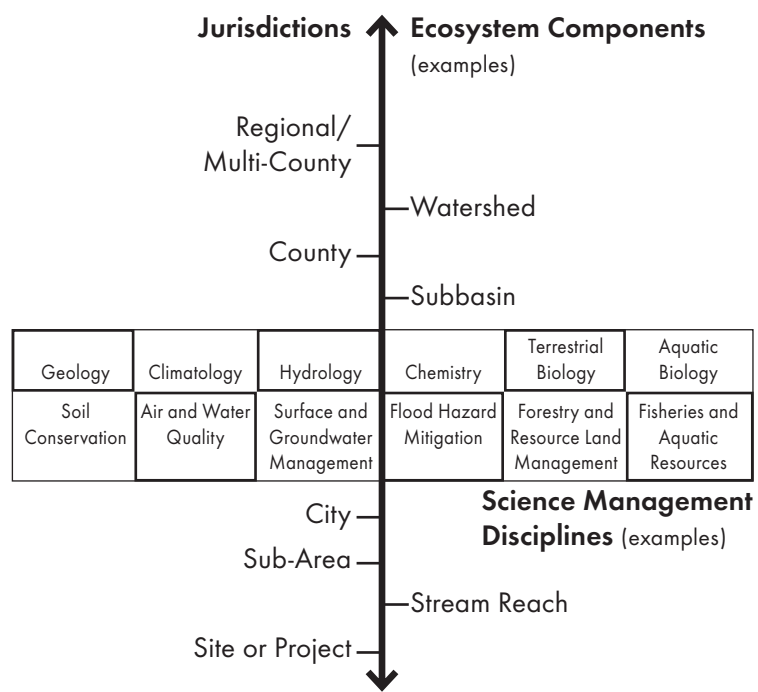 Jurisdictions
Ecosystem Components
(examples)
Regional/
Multi-County
Watershed
County
Subbasin
Geology
Climatology
Hydrology
Chemistry
Terrestrial
Biology
Aquatic
Biology
Soil
Conservation
Air and Water
Quality
Surface and
Groundwater
Management
Flood Hazard
Mitigation
Forestry and
Resource Land
Management
Fisheries and
Aquatic
Resources
Science Management
Disciplines (examples)
City
Sub-Area
Stream Reach
Site or Project